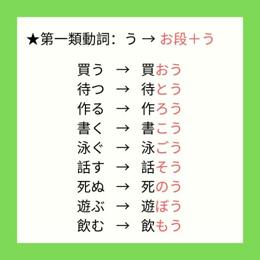 ★第一類動詞：う → お段＋う
買う → 買おう
待つ → 待とう
作る → 作ろう
書く → 書こう
泳ぐ → 泳ごう
話す → 話そう
死ぬ → 死のう
遊ぶ → 遊ぼう
飲む → 飲もう